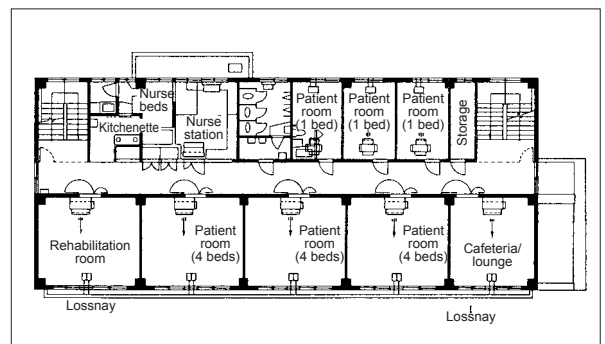 Nurse
beds
Kitchenette
Nurse
station
Patient
room
(1 bed)
Patient
room
(1 bed)
Patient
room
(1 bed)
Storage
Rehabilitation
room
Patient
room
(4 beds)
Patient
room
(4 beds)
Patient
room
(4 beds)
Cafeteria/
lounge
Lossnay
Lossnay